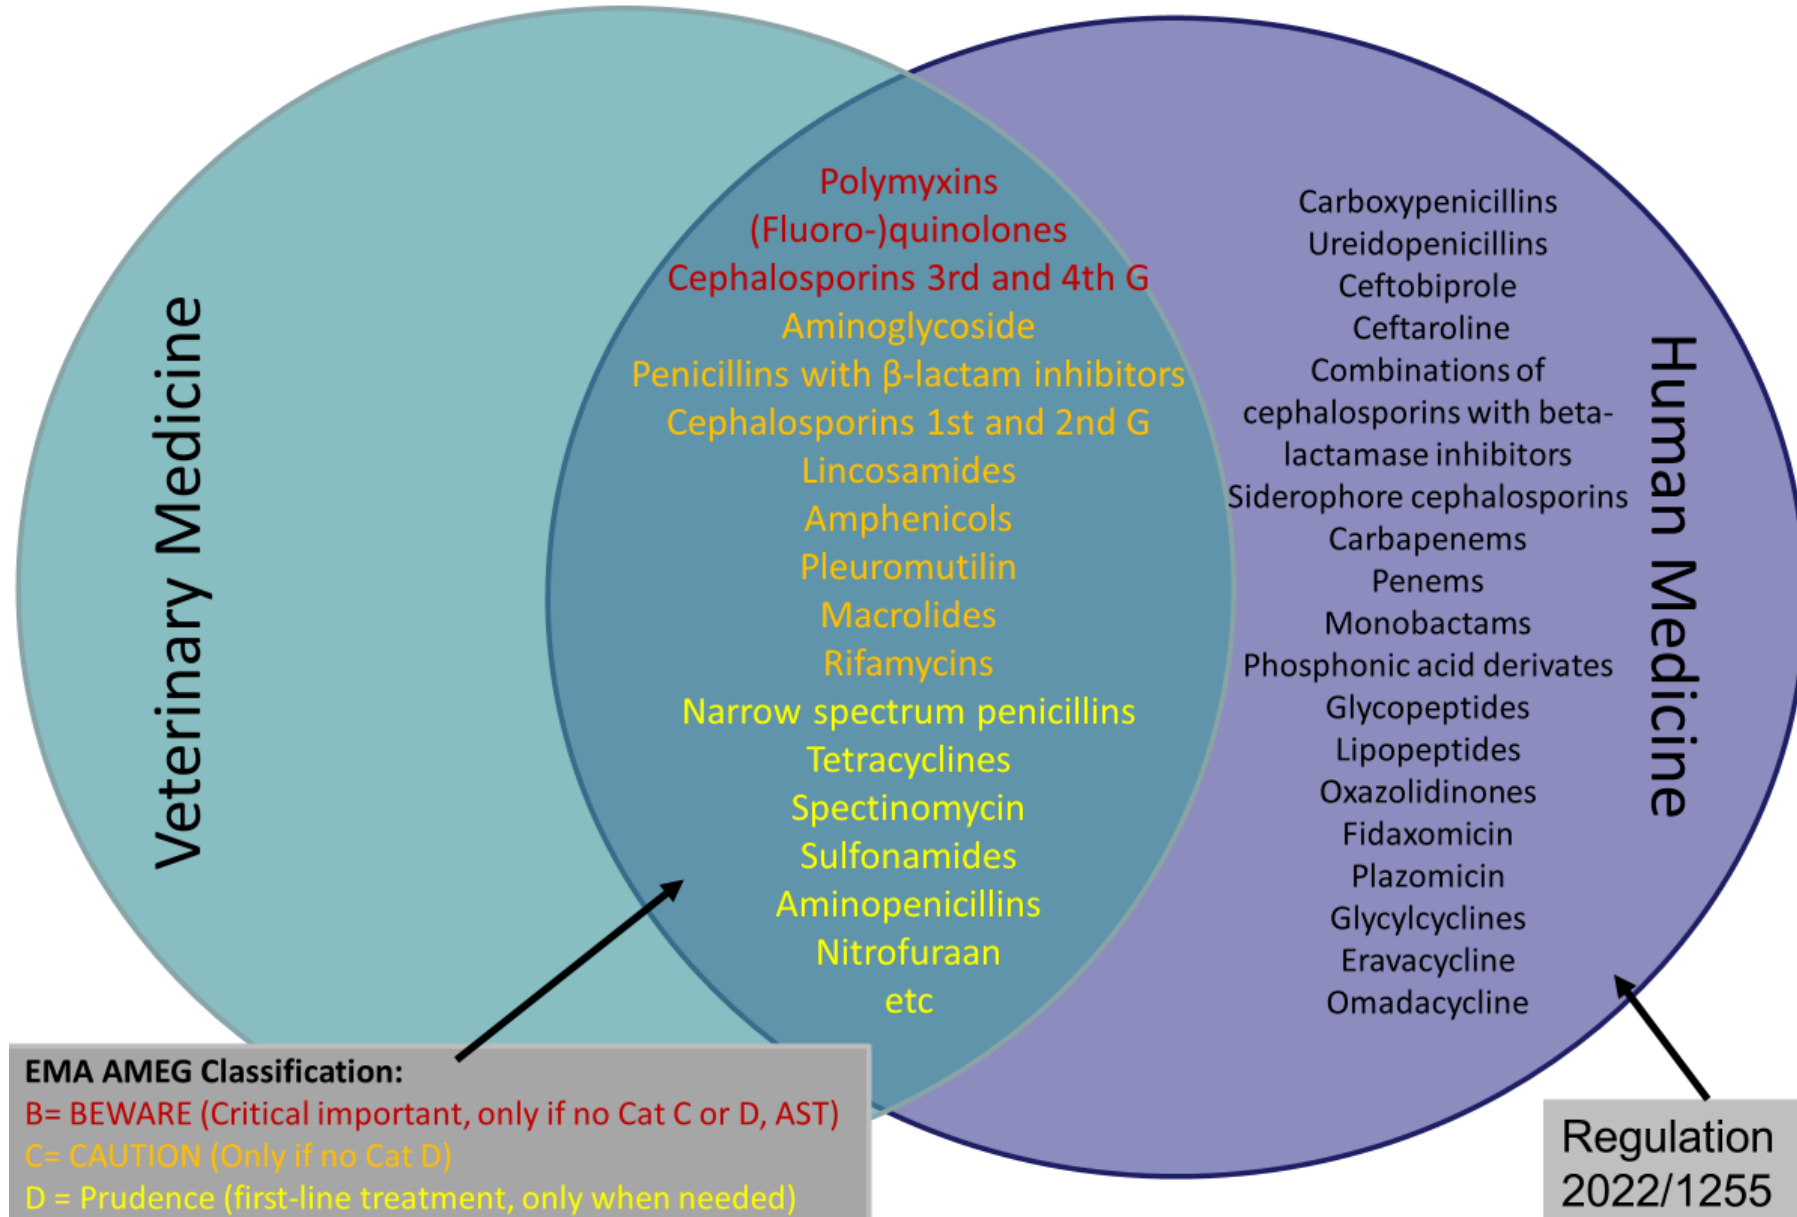 Veterinary Medicine
Polymyxins
(Fluoro-)quinolones
Cephalosporins 3rd and 4th G
Aminoglycoside
Penicillins with β-lactam inhibitors
Cephalosporins 1st and 2nd G
Lincosamides
Amphenicols
Pleuromutilin
Macrolides
Rifamycins
Narrow spectrum penicillins
Tetracyclines
Spectinomycin
Sulfonamides
Aminopenicillins
Nitrofuraan
etc
Carboxypenicillins
Ureidopenicillins
Ceftobiprole
Ceftaroline
Combinations of
cephalosporins with beta-
lactamase inhibitors
Siderophore cephalosporins
Carbapenems
Penems
Monobactams
Phosphonic acid derivates
Glycopeptides
Lipopeptides
Oxazolidinones
Fidaxomicin
Plazomicin
Glycylcyclines
Eravacycline
Omadacycline
Human Medicine
EMA AMEG Classification:
B= BEWARE (Critical important, only if no Cat C or D, AST)
C= CAUTION (Only if no Cat D)
D = Prudence (first-line treatment, only when needed)
Regulation
2022/1255